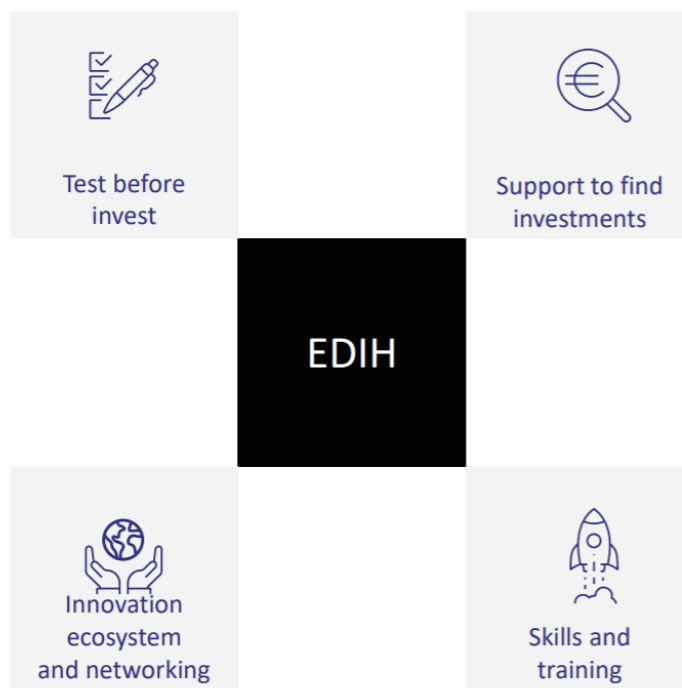 Test before
invest
Support to find
investments
EDIH
Innovation
ecosystem
and networking
Skills and
training